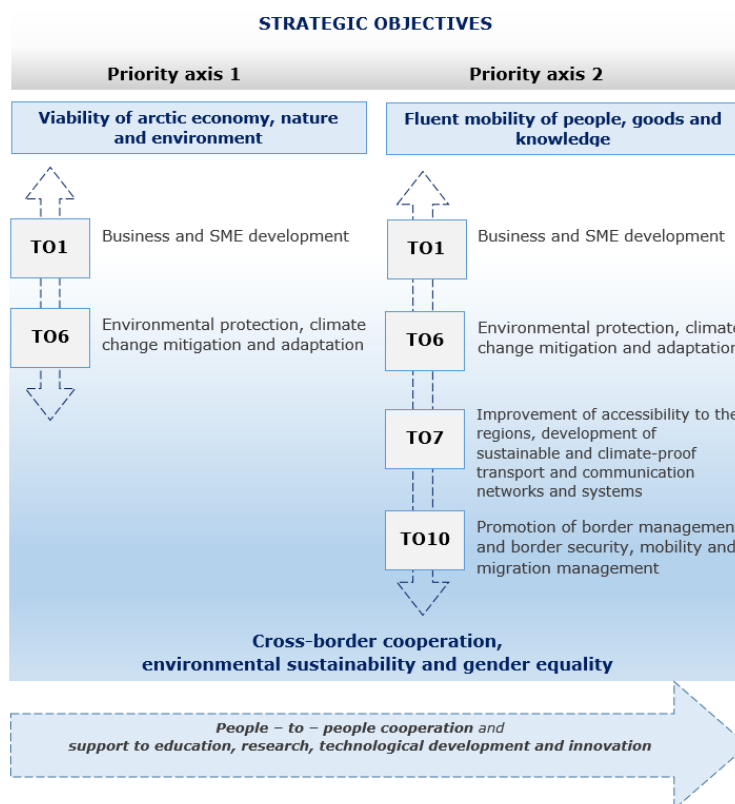 STRATEGIC OBJECTIVES
Priority axis 1
Priority axis 2
Viability of arctic economy, nature
and environment
Fluent mobility of people, goods and
knowledge
TO1
Business and SME development
TO6
Environmental protection, climate
change mitigation and adaptation
TO1
Business and SME development
TO6
Environmental protection, climate
change mitigation and adaptation
TO7
Improvement of accessibility to the
regions, development of
sustainable and climate-proof
transport and communication
networks and systems
TO10
Promotion of border managemen
and border security, mobility and
migration management
Cross-border cooperation,
environmental sustainability and gender equality
People – to – people cooperation and
support to education, research, technological development and innovation